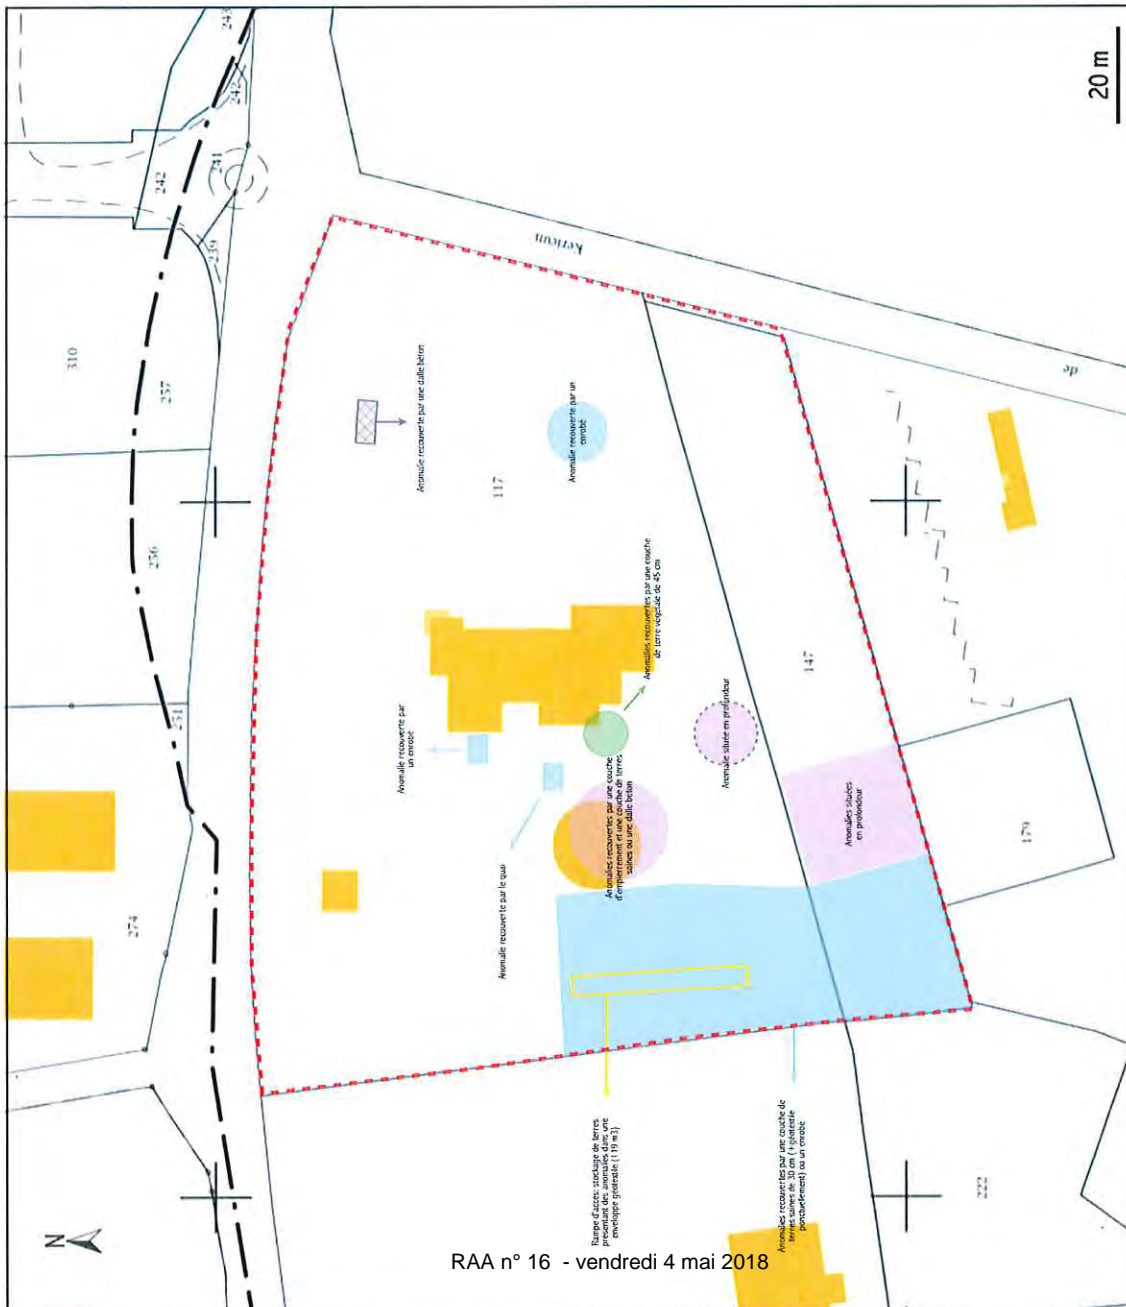 N
20 m
243
242
241
242
239
310
257
256
251
274
117
147
179
222
Kericum
de
Anomalie recouverte par une dalle béton
Anomalie recouverte par un
enrobé
Anomalies recouvertes par une couche
de terre végétale de 45 cm
Anomalie recouverte par
un enrobé
Anomalie recouverte par le quai
Anomalies recouvertes par une couche
d'empierrement et une couche de terres
saines ou une dalle béton
Anomalie située en profondeur
Anomalies situées
en profondeur
Rampe d'accès: stockage de terres
présentant des anomalies dans une
enveloppe géotextile (119 m3)
Anomalies recouvertes par une couche de
terres saines de 30 cm (+ géotextile
ponctuellement) ou un enrobé
RAA n° 16 - vendredi 4 mai 2018